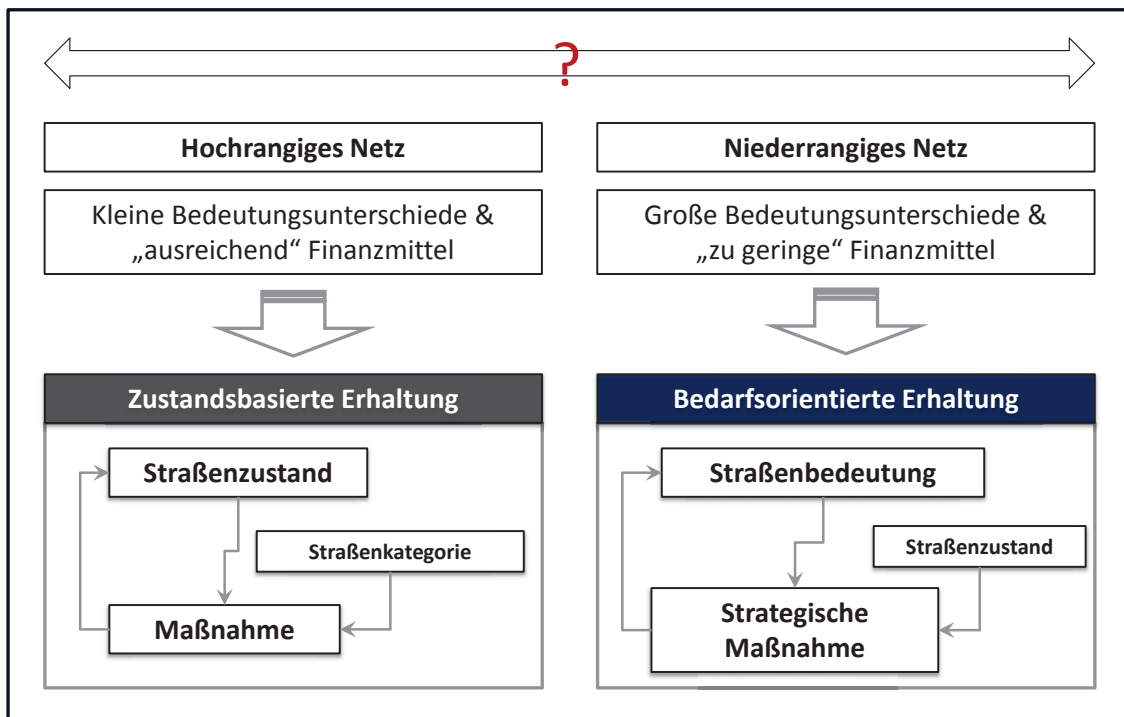 ?
Hochrangiges Netz
Kleine Bedeutungsunterschiede &
„ausreichend“ Finanzmittel
Zustandsbasierte Erhaltung
Straßenzustand
Straßenkategorie
Maßnahme
Niederrangiges Netz
Große Bedeutungsunterschiede &
„zu geringe“ Finanzmittel
Bedarfsorientierte Erhaltung
Straßenbedeutung
Straßenzustand
Strategische
Maßnahme